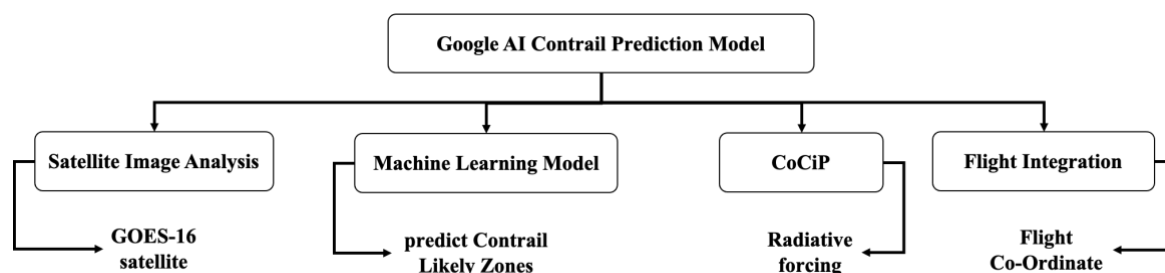 Google AI Contrail Prediction Model
Satellite Image Analysis
Machine Learning Model
CoCiP
Flight Integration
GOES-16
satellite
predict Contrail
Likely Zones
Radiative
forcing
Flight
Co-Ordinate